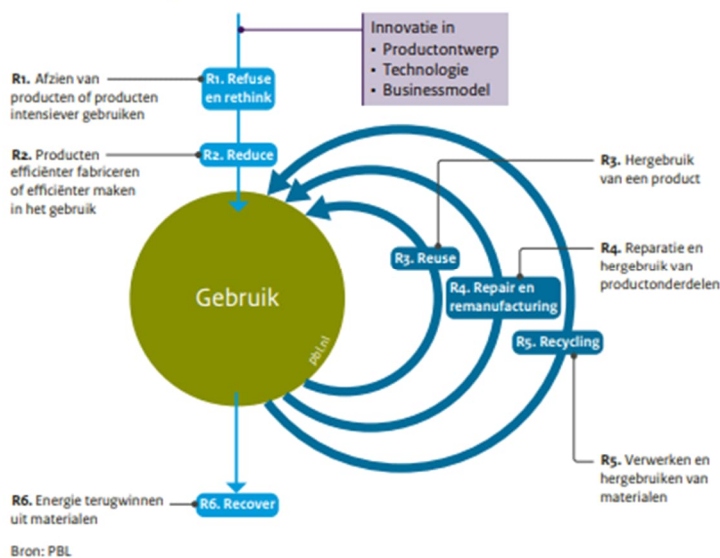 Innovatie in
• Productontwerp
• Technologie
• Businessmodel
R1. Afzien van
producten of producten
intensiever gebruiken
R1. Refuse
en rethink
R2. Producten
efficiënter fabriceren
of efficiënter maken
in het gebruik
R2. Reduce
R3. Hergebruik
van een product
R3. Reuse
Gebruik
pbl.nl
R4. Repair en
remanufacturing
R4. Reparatie en
hergebruik van
productonderdelen
R5. Recycling
R5. Verwerken en
hergebruiken van
materialen
R6. Energie terugwinnen
uit materialen
R6. Recover
Bron: PBL